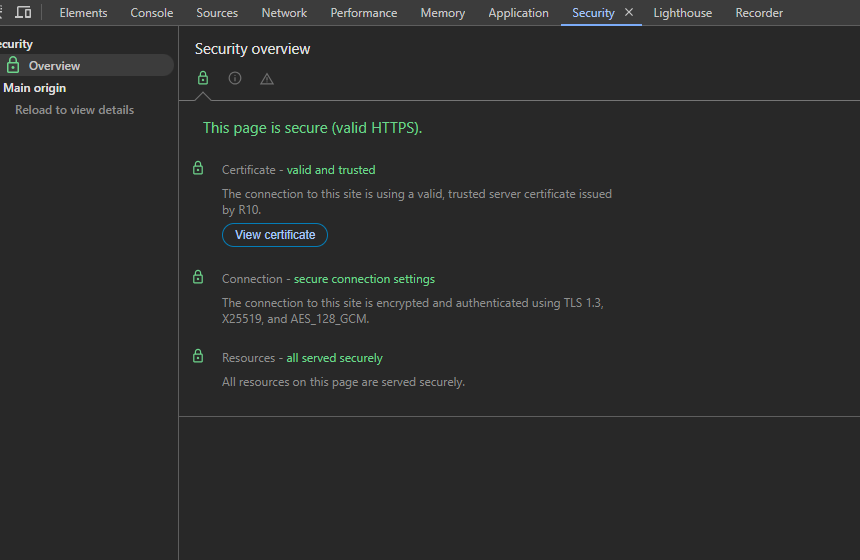 Elements Console Sources Network Performance Memory Application Security Lighthouse Recorder
ecurity
Overview
Main origin
Reload to view details
Security overview
This page is secure (valid HTTPS).
Certificate - valid and trusted
The connection to this site is using a valid, trusted server certificate issued
by R10.
View certificate
Connection - secure connection settings
The connection to this site is encrypted and authenticated using TLS 1.3,
X25519, and AES_128_GCM.
Resources - all served securely
All resources on this page are served securely.